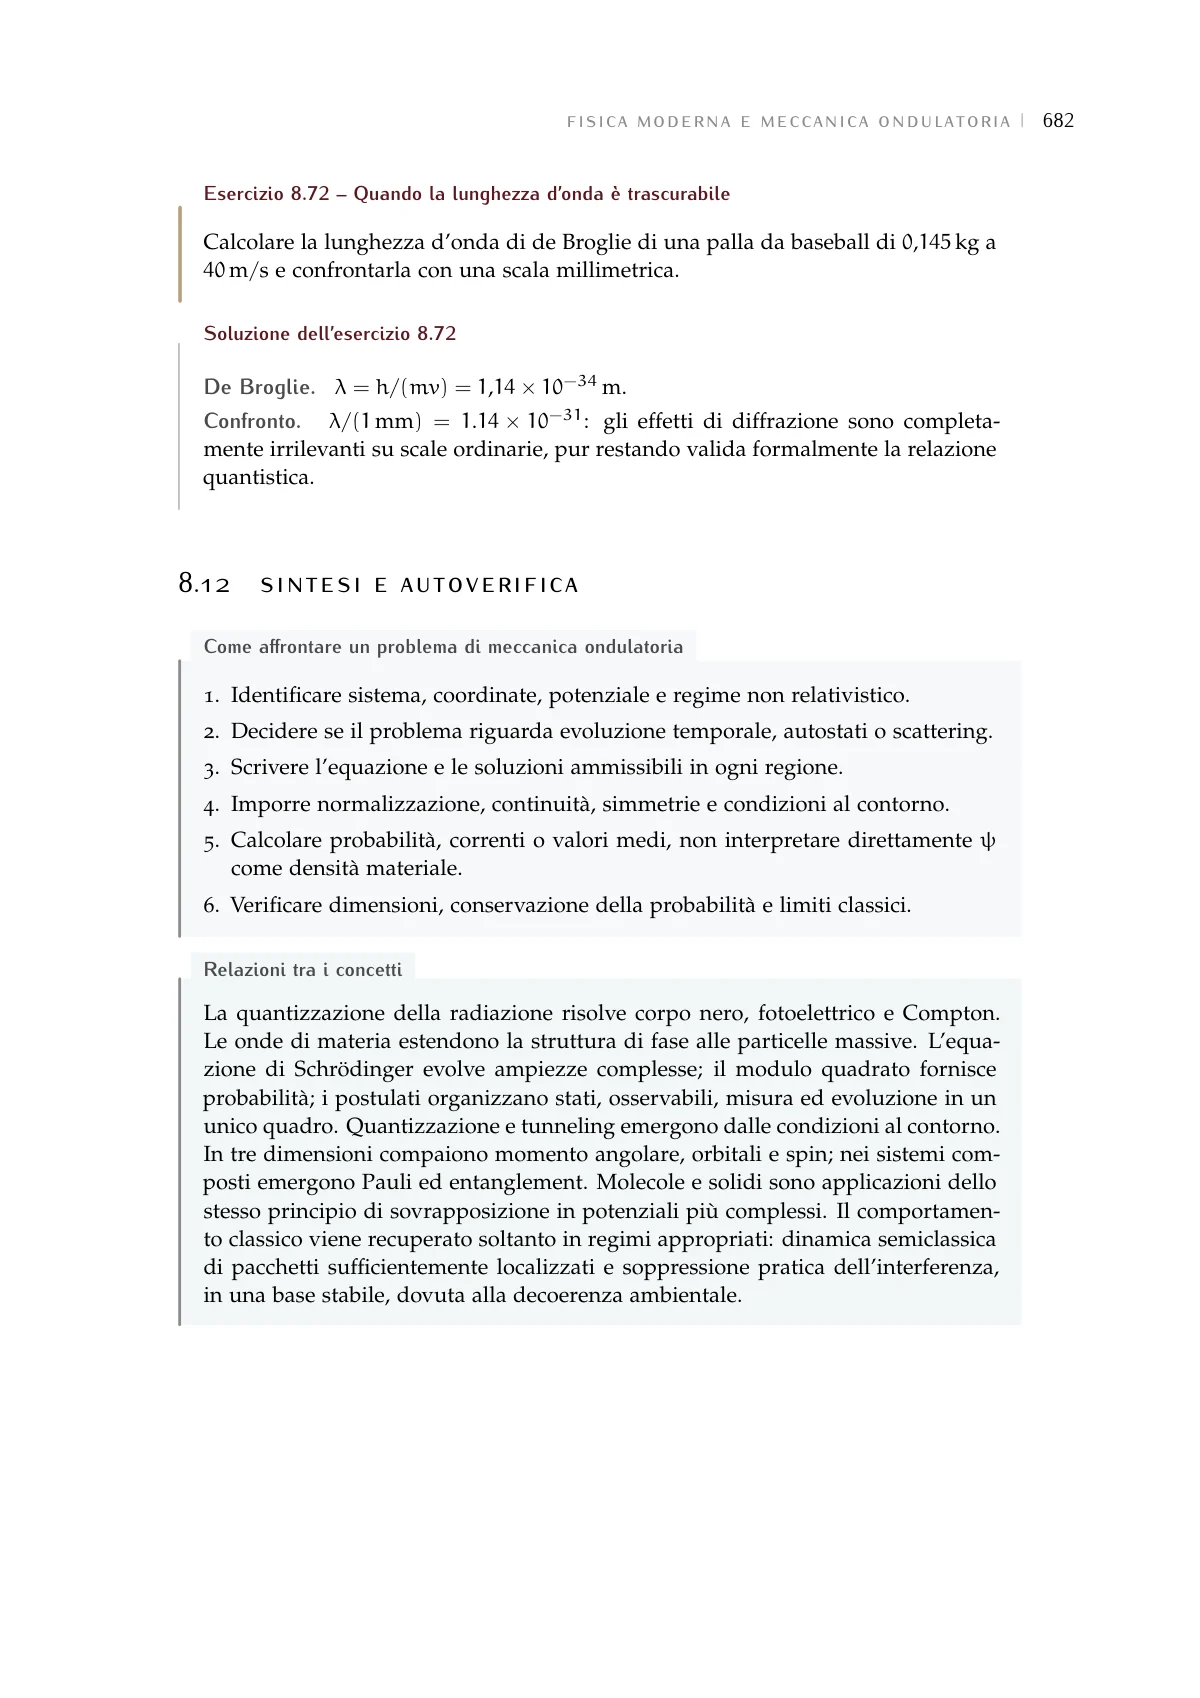 FISICA MODERNA E MECCANICA ONDULATORIA | 682
Esercizio 8.72 – Quando la lunghezza d'onda è trascurabile
Calcolare la lunghezza d'onda di de Broglie di una palla da baseball di 0,145 kg a
40 m/s e confrontarla con una scala millimetrica.
Soluzione dell'esercizio 8.72
De Broglie. λ = h/(mv) = 1,14 × 10⁻³⁴ m.
Confronto. λ/(1 mm) = 1.14 × 10⁻³¹: gli effetti di diffrazione sono completa-
mente irrilevanti su scale ordinarie, pur restando valida formalmente la relazione
quantistica.
8.12 SINTESI E AUTOVERIFICA
Come affrontare un problema di meccanica ondulatoria
1. Identificare sistema, coordinate, potenziale e regime non relativistico.
2. Decidere se il problema riguarda evoluzione temporale, autostati o scattering.
3. Scrivere l'equazione e le soluzioni ammissibili in ogni regione.
4. Imporre normalizzazione, continuità, simmetrie e condizioni al contorno.
5. Calcolare probabilità, correnti o valori medi, non interpretare direttamente ψ
come densità materiale.
6. Verificare dimensioni, conservazione della probabilità e limiti classici.
Relazioni tra i concetti
La quantizzazione della radiazione risolve corpo nero, fotoelettrico e Compton.
Le onde di materia estendono la struttura di fase alle particelle massive. L'equa-
zione di Schrödinger evolve ampiezze complesse; il modulo quadrato fornisce
probabilità; i postulati organizzano stati, osservabili, misura ed evoluzione in un
unico quadro. Quantizzazione e tunneling emergono dalle condizioni al contorno.
In tre dimensioni compaiono momento angolare, orbitali e spin; nei sistemi com-
posti emergono Pauli ed entanglement. Molecole e solidi sono applicazioni dello
stesso principio di sovrapposizione in potenziali più complessi. Il comportamen-
to classico viene recuperato soltanto in regimi appropriati: dinamica semiclassica
di pacchetti sufficientemente localizzati e soppressione pratica dell'interferenza,
in una base stabile, dovuta alla decoerenza ambientale.